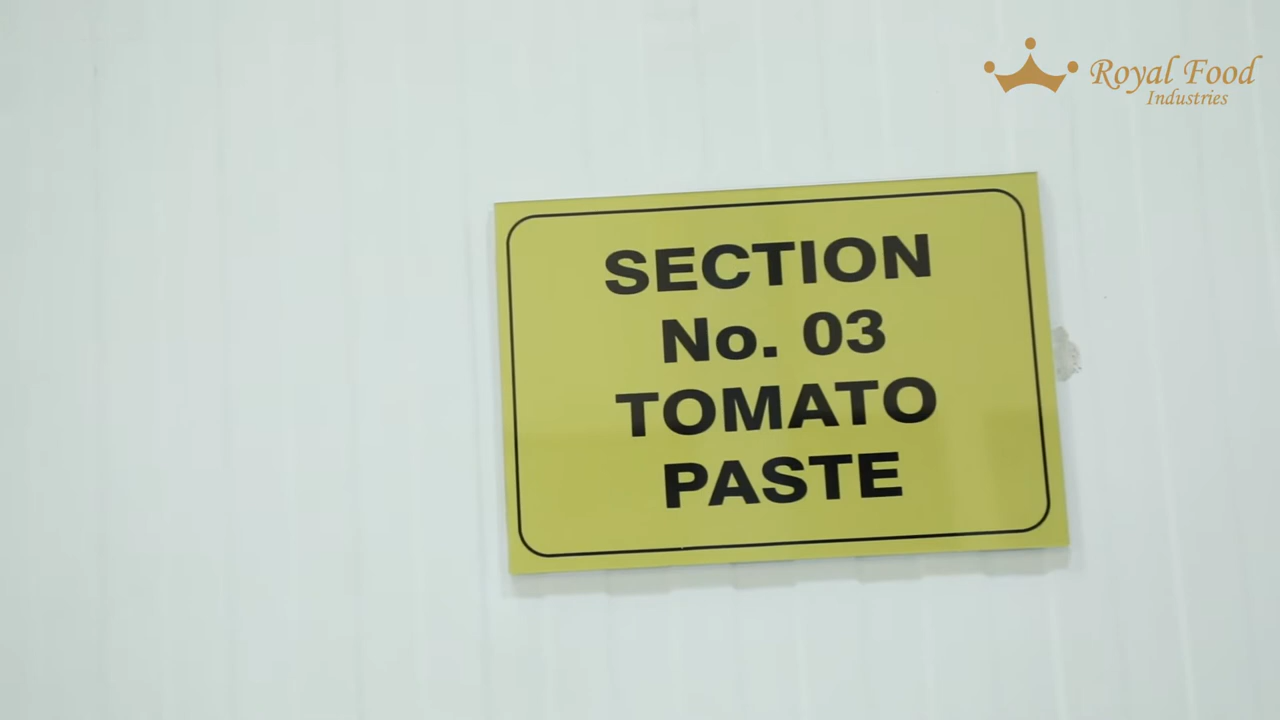 Royal Food
Industries
SECTION
No. 03
TOMATO
PASTE